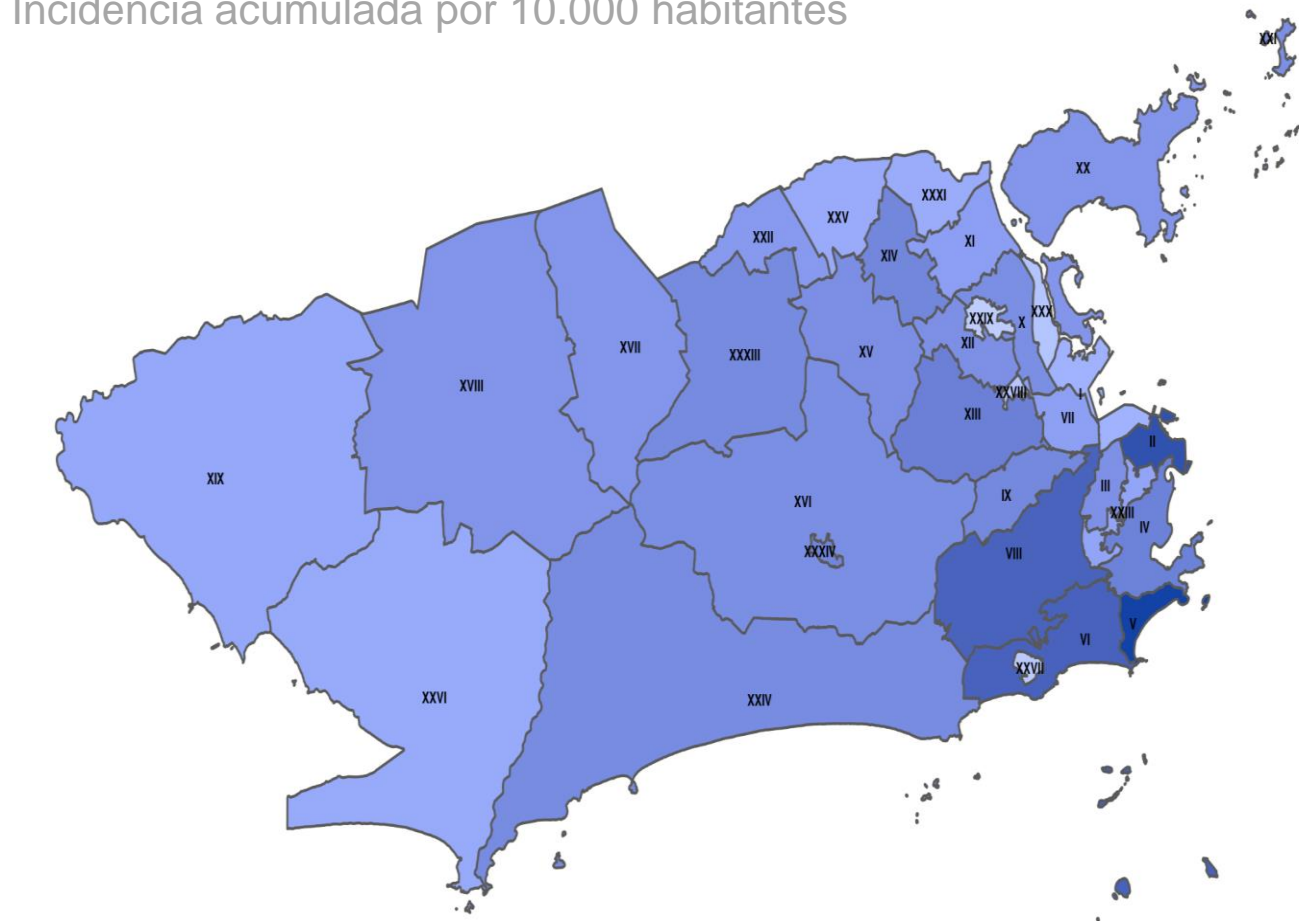 Incidência acumulada por 10.000 habitantes
XXI
XX
XXXI
XXV
XI
XXII
XIV
XXX
XXIX
X
XII
XVII
XXXIII
XV
XVIII
XXVIII
I
XIII
VII
II
XIX
III
IX
XVI
XXIII
IV
XXXIV
VIII
V
VI
XXVII
XXVI
XXIV